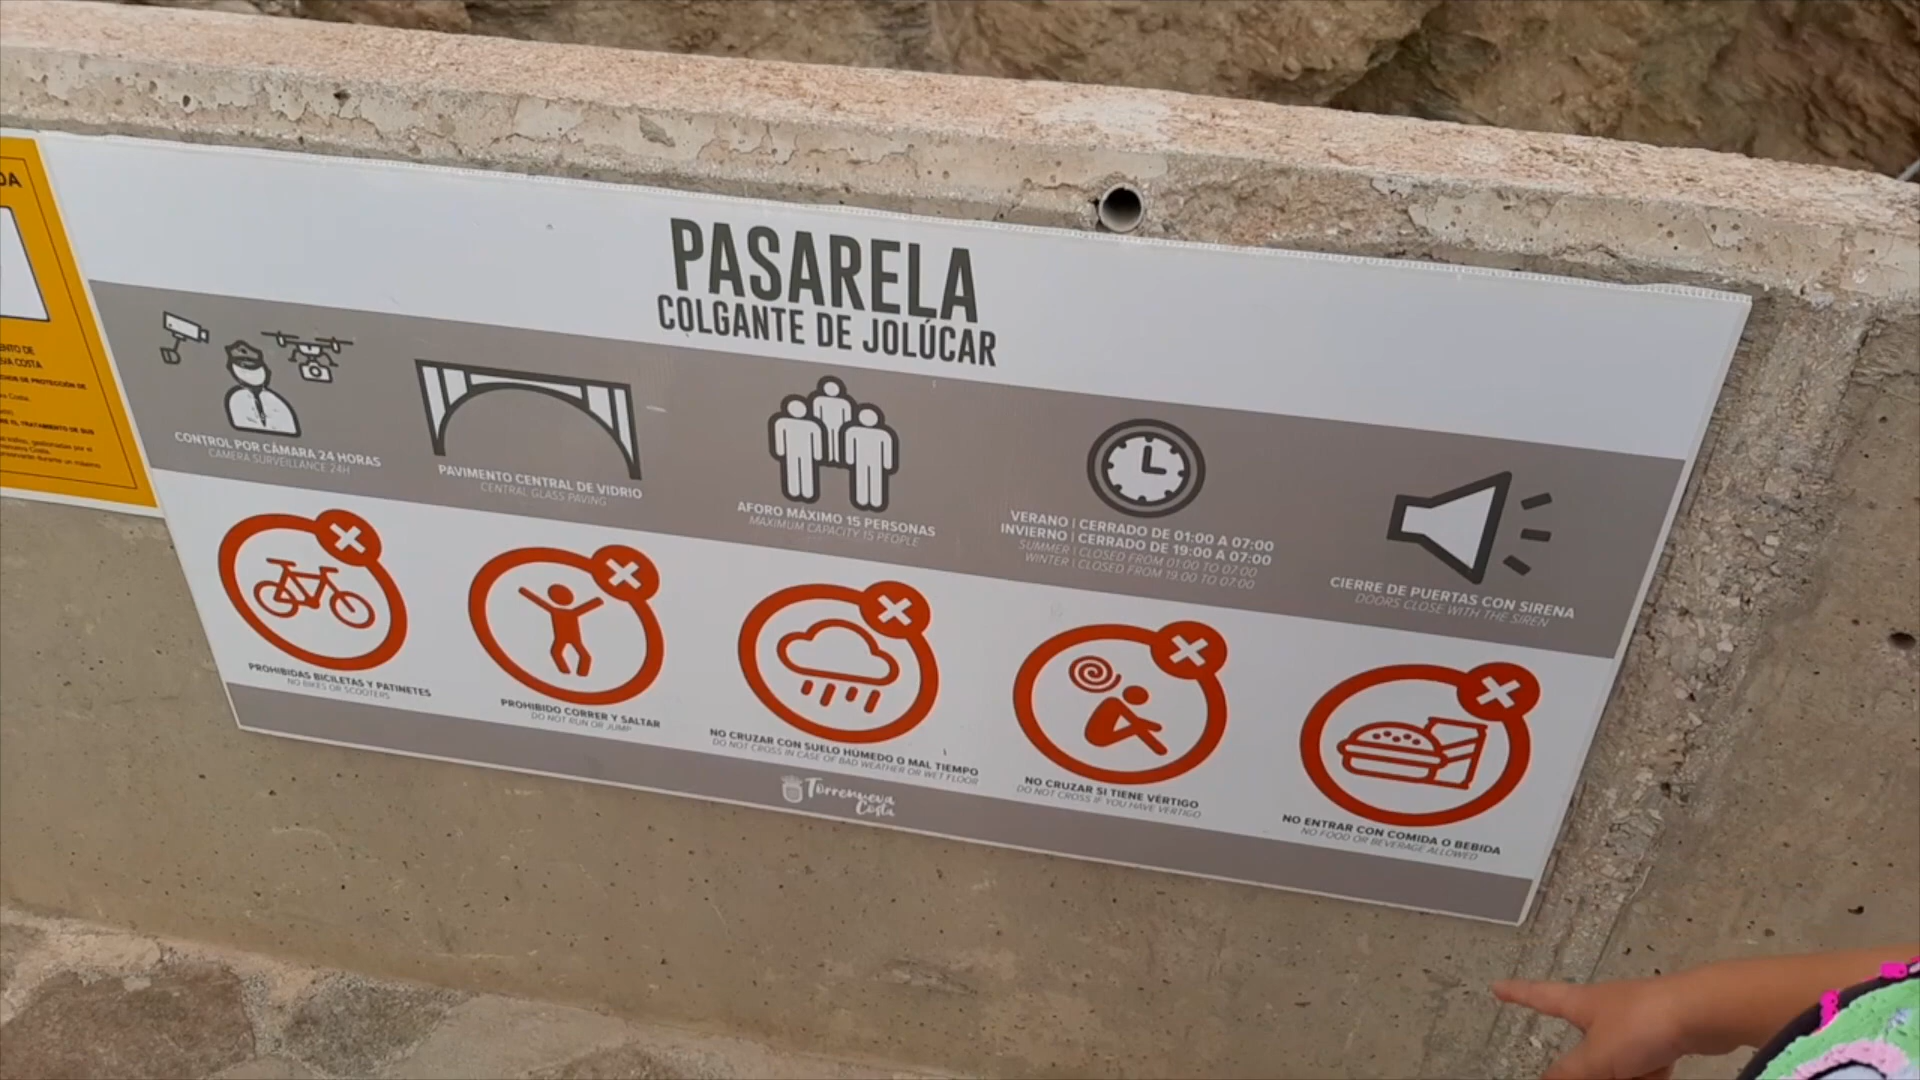 PASARELA
COLGANTE DE JOLÚCAR
CONTROL POR CÁMARA 24 HORAS
CAMERA SURVEILLANCE 24H
PAVIMENTO CENTRAL DE VIDRIO
CENTRAL GLASS PAVING
AFORO MÁXIMO 15 PERSONAS
MAXIMUM CAPACITY 15 PEOPLE
VERANO | CERRADO DE 01:00 A 07:00
INVIERNO | CERRADO DE 19:00 A 07:00
SUMMER | CLOSED FROM 01:00 TO 07:00
WINTER | CLOSED FROM 19:00 TO 07:00
CIERRE DE PUERTAS CON SIRENA
DOORS CLOSE WITH THE SIREN
PROHIBIDAS BICILETAS Y PATINETES
NO BIKES OR SCOOTERS
PROHIBIDO CORRER Y SALTAR
DO NOT RUN OR JUMP
NO CRUZAR CON SUELO HÚMEDO O MAL TIEMPO
DO NOT CROSS IN CASE OF BAD WEATHER OR WET FLOOR
NO CRUZAR SI TIENE VÉRTIGO
DO NOT CROSS IF YOU HAVE VERTIGO
NO ENTRAR CON COMIDA O BEBIDA
NO FOOD OR BEVERAGE ALLOWED
Torrenueva
Costa